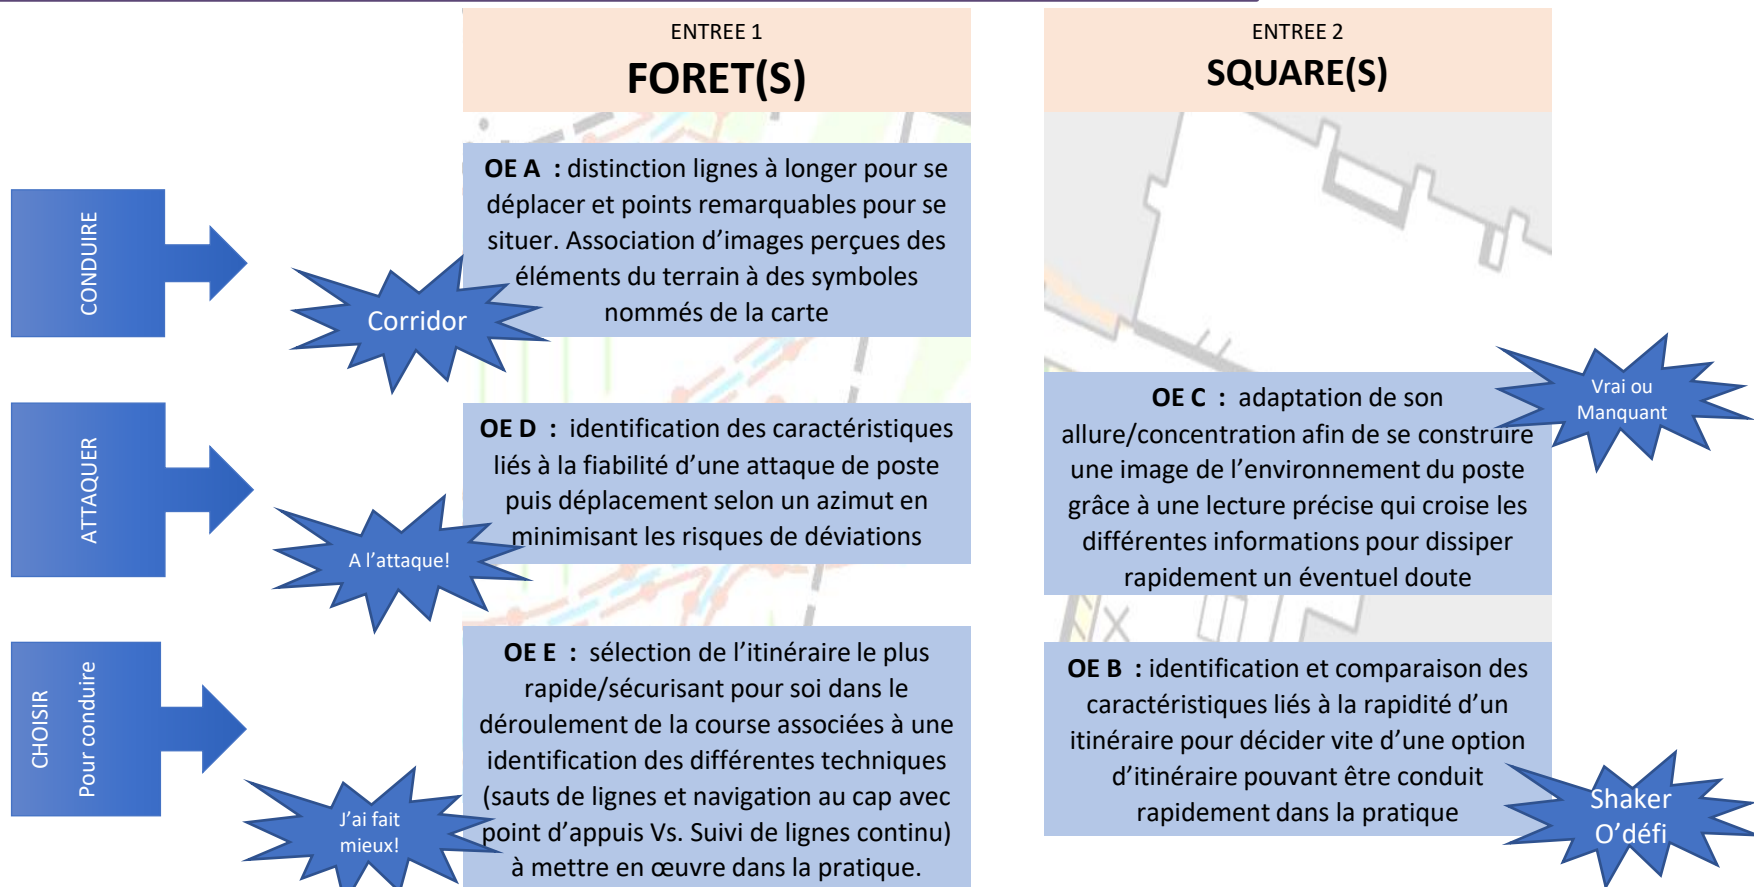 ENTREE 1
FORET(S)
ENTREE 2
SQUARE(S)
CONDUIRE
Corridor
OE A : distinction lignes à longer pour se
déplacer et points remarquables pour se
situer. Association d’images perçues des
éléments du terrain à des symboles
nommés de la carte
ATTAQUER
A l’attaque!
OE D : identification des caractéristiques
liés à la fiabilité d’une attaque de poste
puis déplacement selon un azimut en
minimisant les risques de déviations
OE C : adaptation de son
allure/concentration afin de se construire
une image de l’environnement du poste
grâce à une lecture précise qui croise les
différentes informations pour dissiper
rapidement un éventuel doute
Vrai ou
Manquant
CHOISIR
Pour conduire
J’ai fait
mieux!
OE E : sélection de l’itinéraire le plus
rapide/sécurisant pour soi dans le
déroulement de la course associées à une
identification des différentes techniques
(sauts de lignes et navigation au cap avec
point d’appuis Vs. Suivi de lignes continu)
à mettre en œuvre dans la pratique.
OE B : identification et comparaison des
caractéristiques liés à la rapidité d’un
itinéraire pour décider vite d’une option
d’itinéraire pouvant être conduit
rapidement dans la pratique
Shaker
O’défi